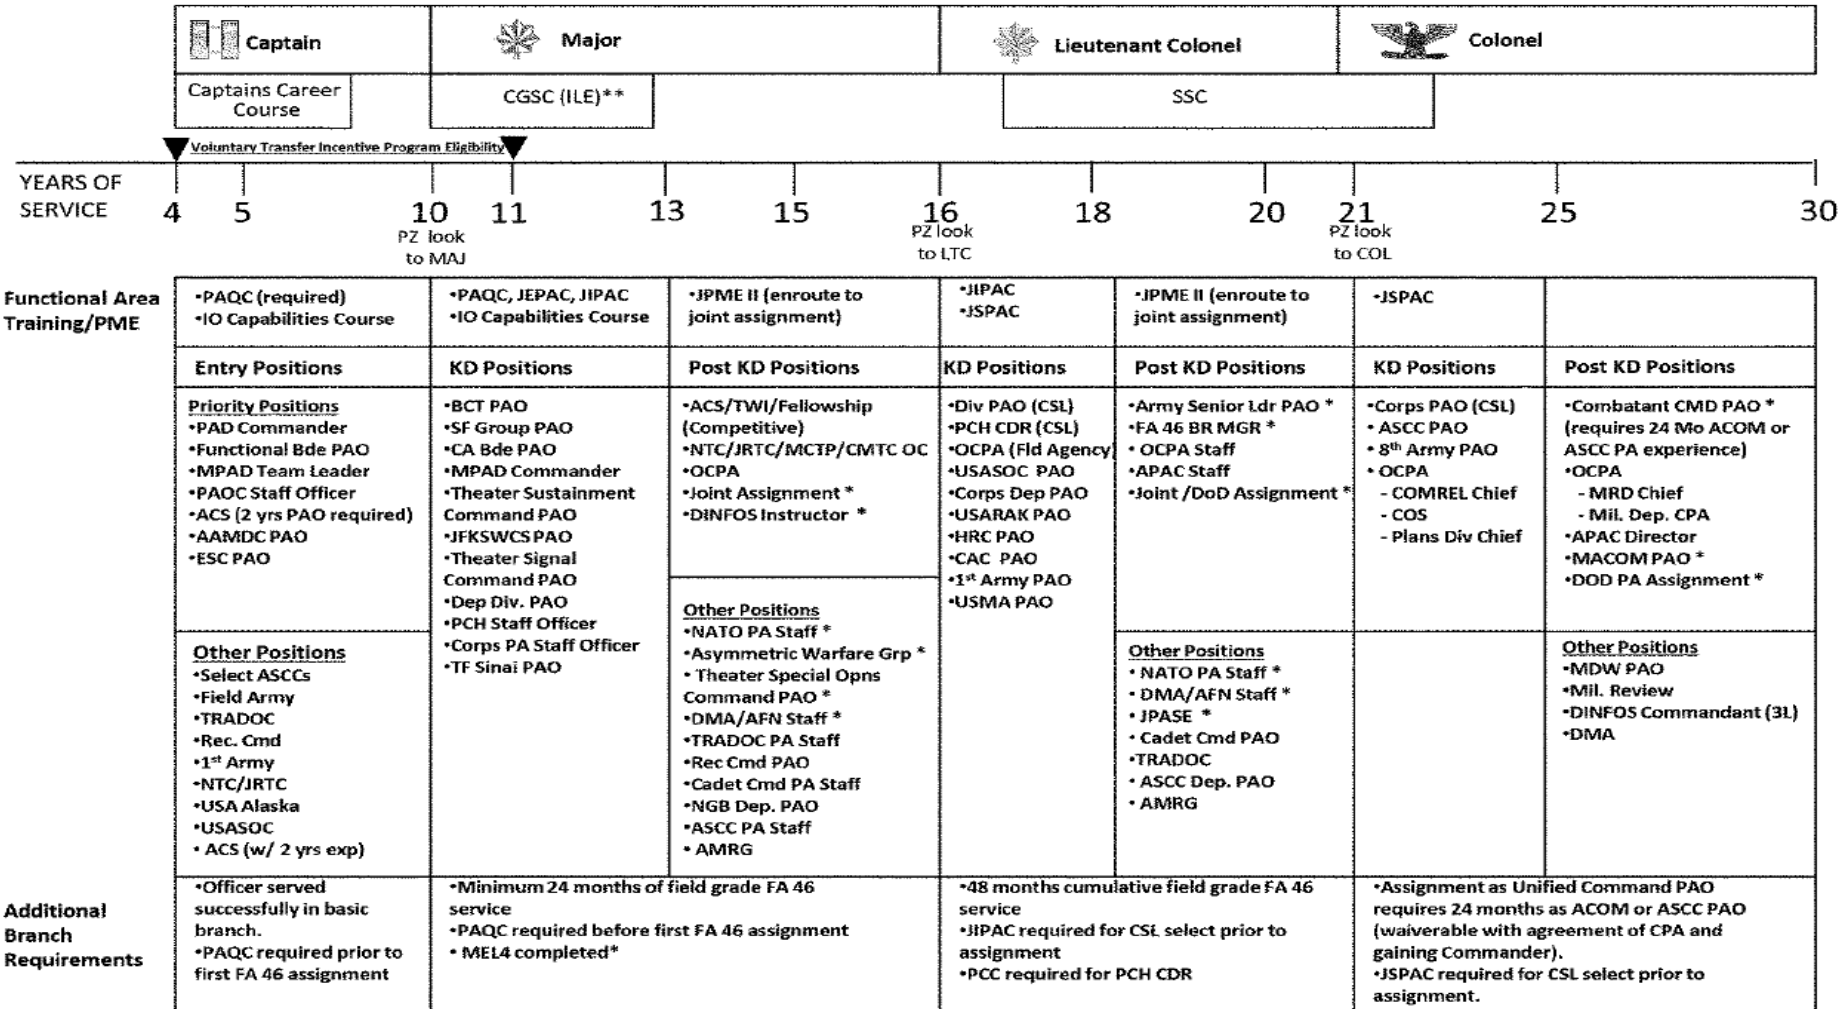 Captain
Major
Lieutenant Colonel
Colonel
Captains Career
Course
CGSC (ILE)**
SSC
Voluntary Transfer Incentive Program Eligibility
YEARS OF
SERVICE
4 5 10 11 13 15 16 18 20 21 25 30
PZ look
to MAJ
PZ look
to LTC
PZ look
to COL
Functional Area
Training/PME
•PAQC (required)
•IO Capabilities Course
•PAQC, JEPAC, JIPAC
•IO Capabilities Course
•JPME II (enroute to
joint assignment)
•JIPAC
•JSPAC
•JPME II (enroute to
joint assignment)
•JSPAC
Entry Positions
KD Positions
Post KD Positions
KD Positions
Post KD Positions
KD Positions
Post KD Positions
Priority Positions
•PAD Commander
•Functional Bde PAO
•MPAD Team Leader
•PAOC Staff Officer
•ACS (2 yrs PAO required)
•AAMDC PAO
•ESC PAO
Other Positions
•Select ASCCs
•Field Army
•TRADOC
•Rec. Cmd
•1st Army
•NTC/JRTC
•USA Alaska
•USASOC
• ACS (w/ 2 yrs exp)
•BCT PAO
•SF Group PAO
•CA Bde PAO
•MPAD Commander
•Theater Sustainment
Command PAO
•JFKSWCS PAO
•Theater Signal
Command PAO
•Dep Div. PAO
•PCH Staff Officer
•Corps PA Staff Officer
•TF Sinai PAO
•ACS/TWI/Fellowship
(Competitive)
•NTC/JRTC/MCTP/CMTC OC
•OCPA
•Joint Assignment *
•DINFOS Instructor *
Other Positions
•NATO PA Staff *
•Asymmetric Warfare Grp *
• Theater Special Opns
Command PAO *
•DMA/AFN Staff *
•TRADOC PA Staff
•Rec Cmd PAO
•Cadet Cmd PA Staff
•NGB Dep. PAO
•ASCC PA Staff
• AMRG
•Div PAO (CSL)
•PCH CDR (CSL)
•OCPA (Fld Agency)
•USASOC PAO
•Corps Dep PAO
•USARAK PAO
•HRC PAO
•CAC PAO
•1st Army PAO
•USMA PAO
•Army Senior Ldr PAO *
•FA 46 BR MGR *
• OCPA Staff
•APAC Staff
•Joint /DoD Assignment *
Other Positions
• NATO PA Staff *
• DMA/AFN Staff *
• JPASE *
• Cadet Cmd PAO
•TRADOC
• ASCC Dep. PAO
• AMRG
•Corps PAO (CSL)
• ASCC PAO
• 8th Army PAO
• OCPA
- COMREL Chief
- COS
- Plans Div Chief
•Combatant CMD PAO *
(requires 24 Mo ACOM or
ASCC PA experience)
•OCPA
- MRD Chief
- Mil. Dep. CPA
•APAC Director
•MACOM PAO *
•DOD PA Assignment *
Other Positions
•MDW PAO
•Mil. Review
•DINFOS Commandant (3L)
•DMA
Additional
Branch
Requirements
•Officer served
successfully in basic
branch.
•PAQC required prior to
first FA 46 assignment
•Minimum 24 months of field grade FA 46
service
•PAQC required before first FA 46 assignment
• MEL4 completed*
•48 months cumulative field grade FA 46
service
•JIPAC required for CSL select prior to
assignment
•PCC required for PCH CDR
•Assignment as Unified Command PAO
requires 24 months as ACOM or ASCC PAO
(waiverable with agreement of CPA and
gaining Commander).
•JSPAC required for CSL select prior to
assignment.